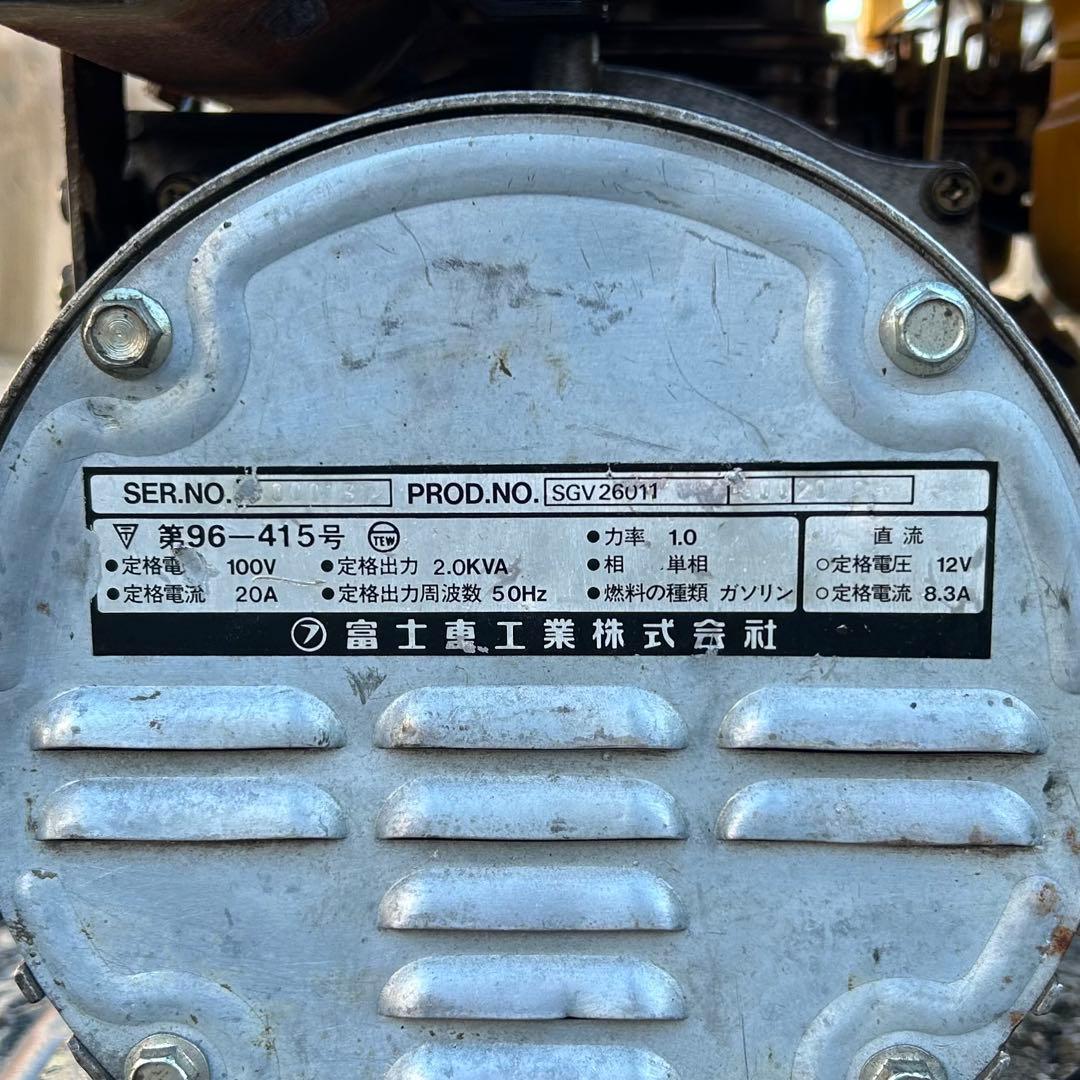 SER.NO. PROD.NO. SGV26011
第96-415号 TEW
●定格電 100V ●定格出力 2.0KVA
●定格電流 20A ●定格出力周波数 50Hz
●力率 1.0
●相 単相
●燃料の種類 ガソリン
直流
○定格電圧 12V
○定格電流 8.3A
フ 富士重工業株式会社